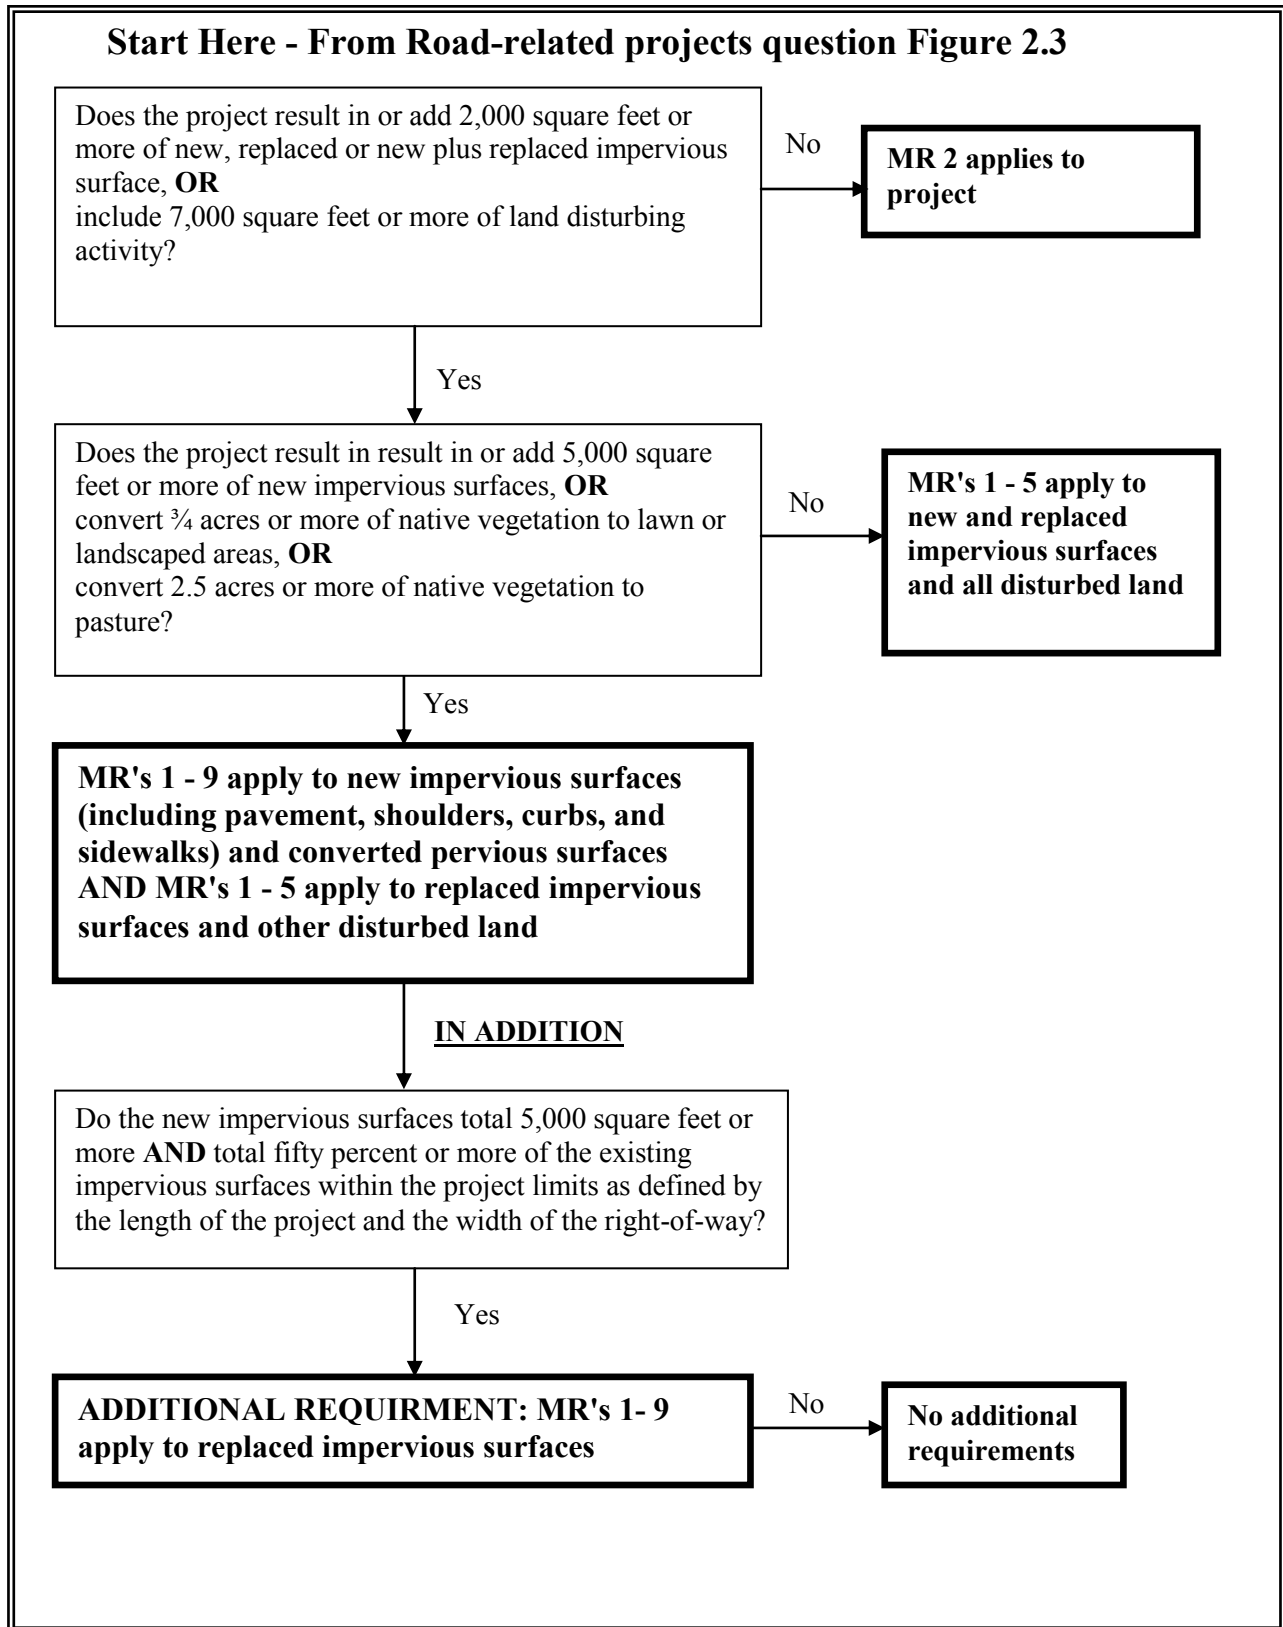 Start Here - From Road-related projects question Figure 2.3
Does the project result in or add 2,000 square feet or
more of new, replaced or new plus replaced impervious
surface, OR
include 7,000 square feet or more of land disturbing
activity?
No
MR 2 applies to
project
Yes
Does the project result in result in or add 5,000 square
feet or more of new impervious surfaces, OR
convert ¾ acres or more of native vegetation to lawn or
landscaped areas, OR
convert 2.5 acres or more of native vegetation to
pasture?
No
MR's 1 - 5 apply to
new and replaced
impervious surfaces
and all disturbed land
Yes
MR's 1 - 9 apply to new impervious surfaces
(including pavement, shoulders, curbs, and
sidewalks) and converted pervious surfaces
AND MR's 1 - 5 apply to replaced impervious
surfaces and other disturbed land
IN ADDITION
Do the new impervious surfaces total 5,000 square feet or
more AND total fifty percent or more of the existing
impervious surfaces within the project limits as defined by
the length of the project and the width of the right-of-way?
Yes
ADDITIONAL REQUIRMENT: MR's 1- 9
apply to replaced impervious surfaces
No
No additional
requirements